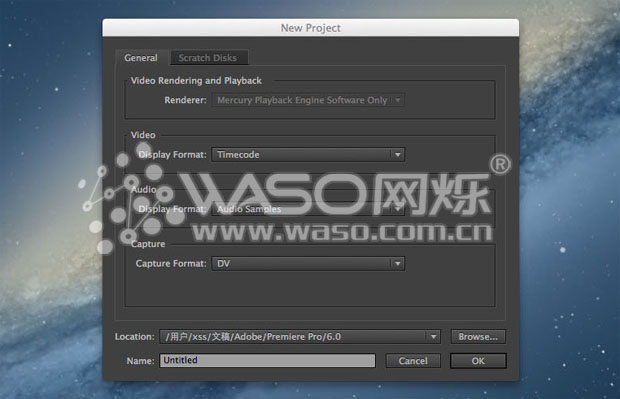 New Project
General Scratch Disks
Video Rendering and Playback
Renderer: Mercury Playback Engine Software Only
Video
Display Format: Timecode
WASO网烁®
Audio
Display Format: Audio Samples
www.waso.com.cn
Capture
Capture Format: DV
Location: /用户/xss/文稿/Adobe/Premiere Pro/6.0 Browse...
Name: Untitled Cancel OK